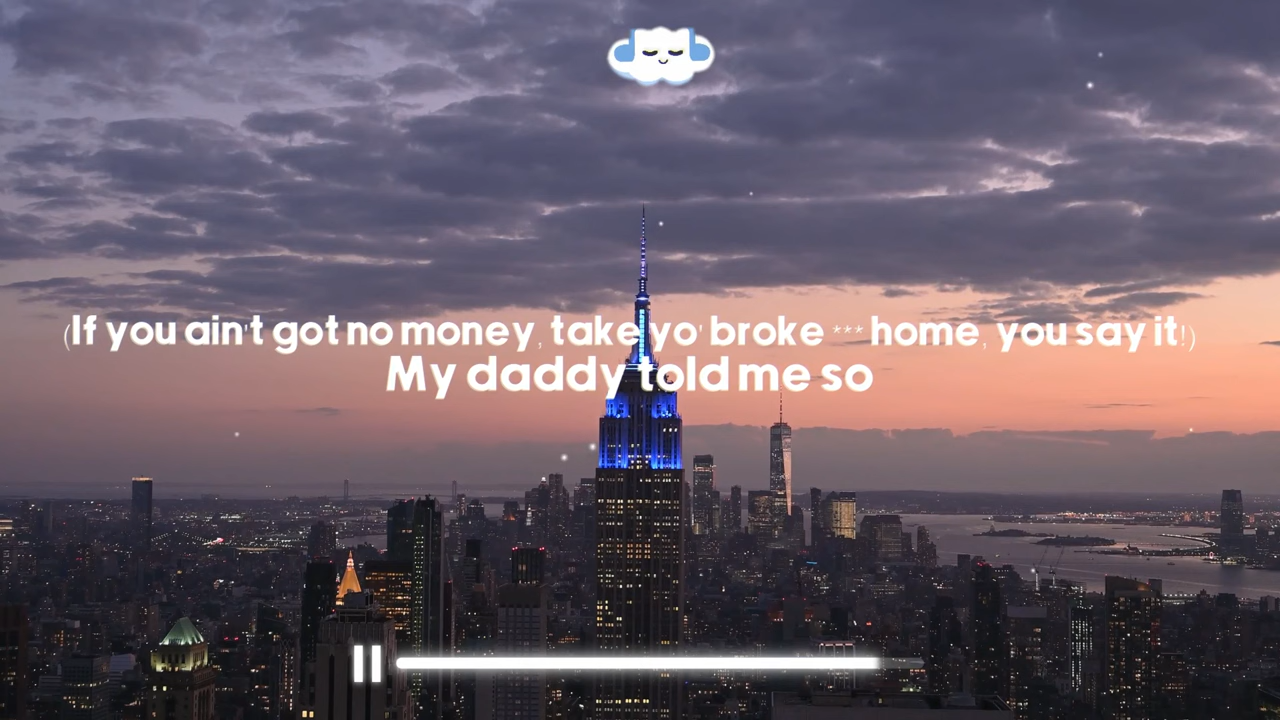 (If you ain't got no money, take yo' broke *** home, you say it!)
My daddy told me so